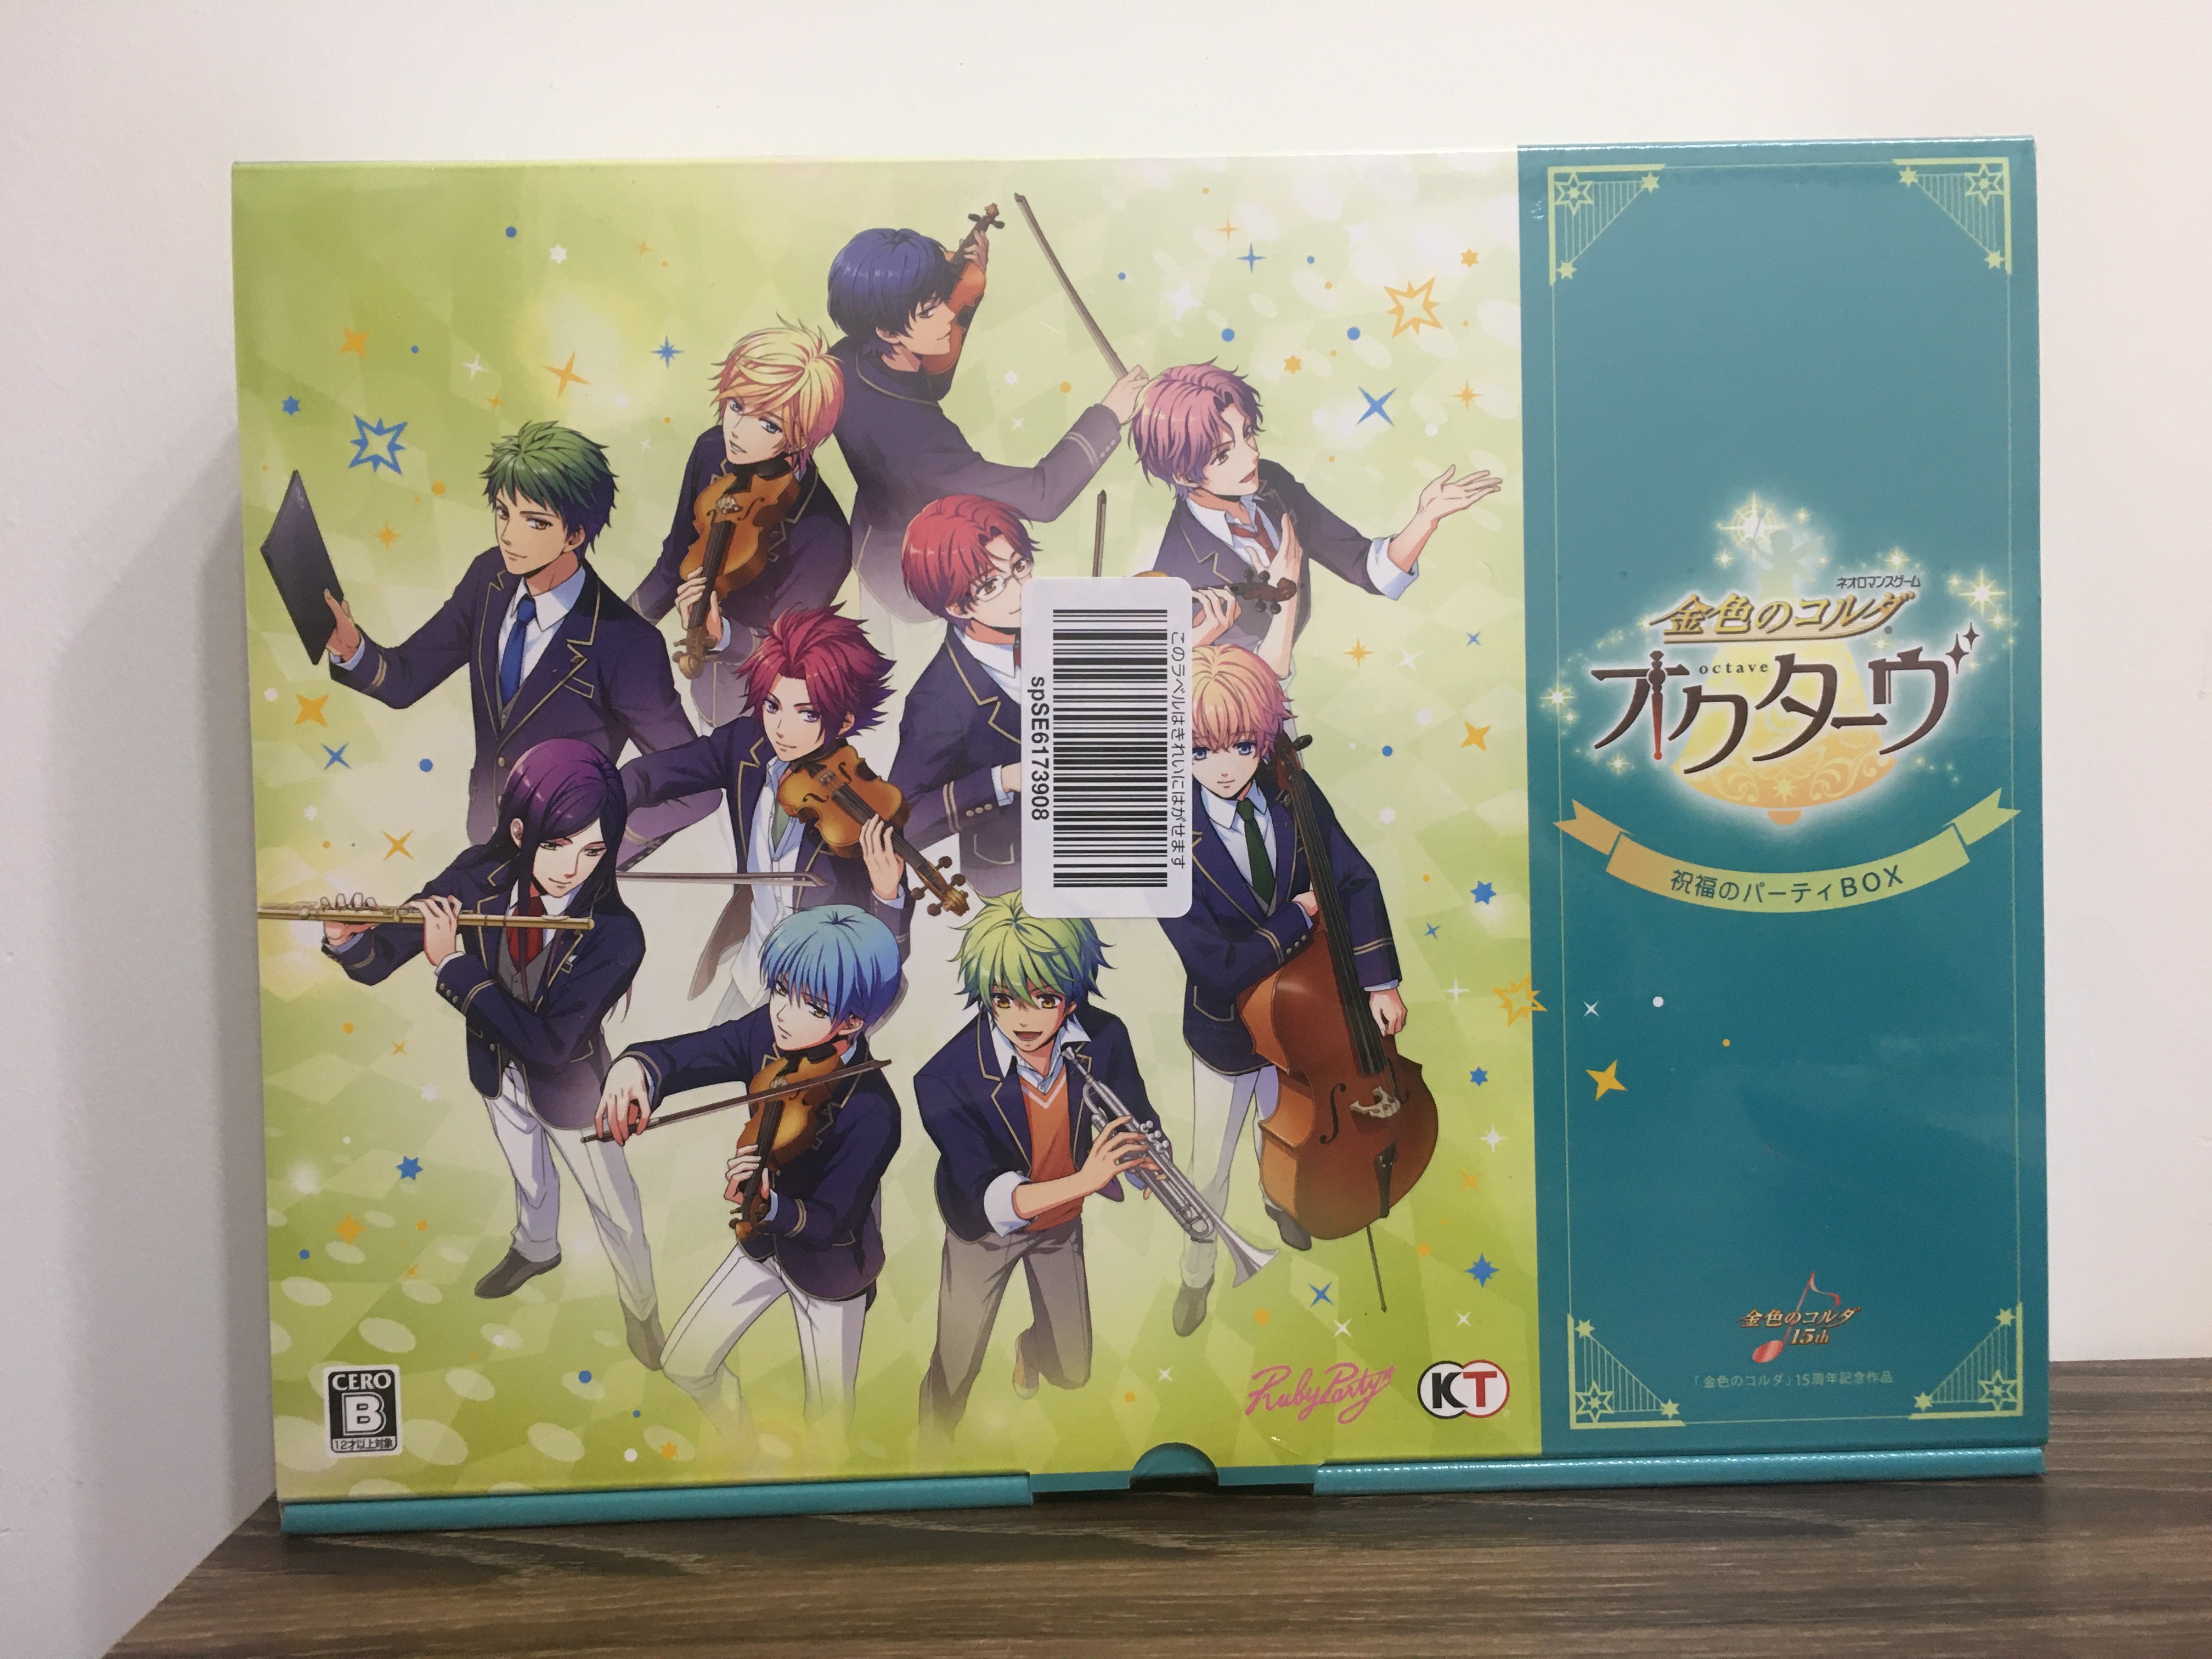 このラベルはきれいにはがせます
spSE6173908
ネオロマンスゲーム
金色のコルダ
octave
オクターヴ
祝福のパーティBOX
金色のコルダ
15th
「金色のコルダ」15周年記念作品
CERO
B
12才以上対象
RubyParty
KT